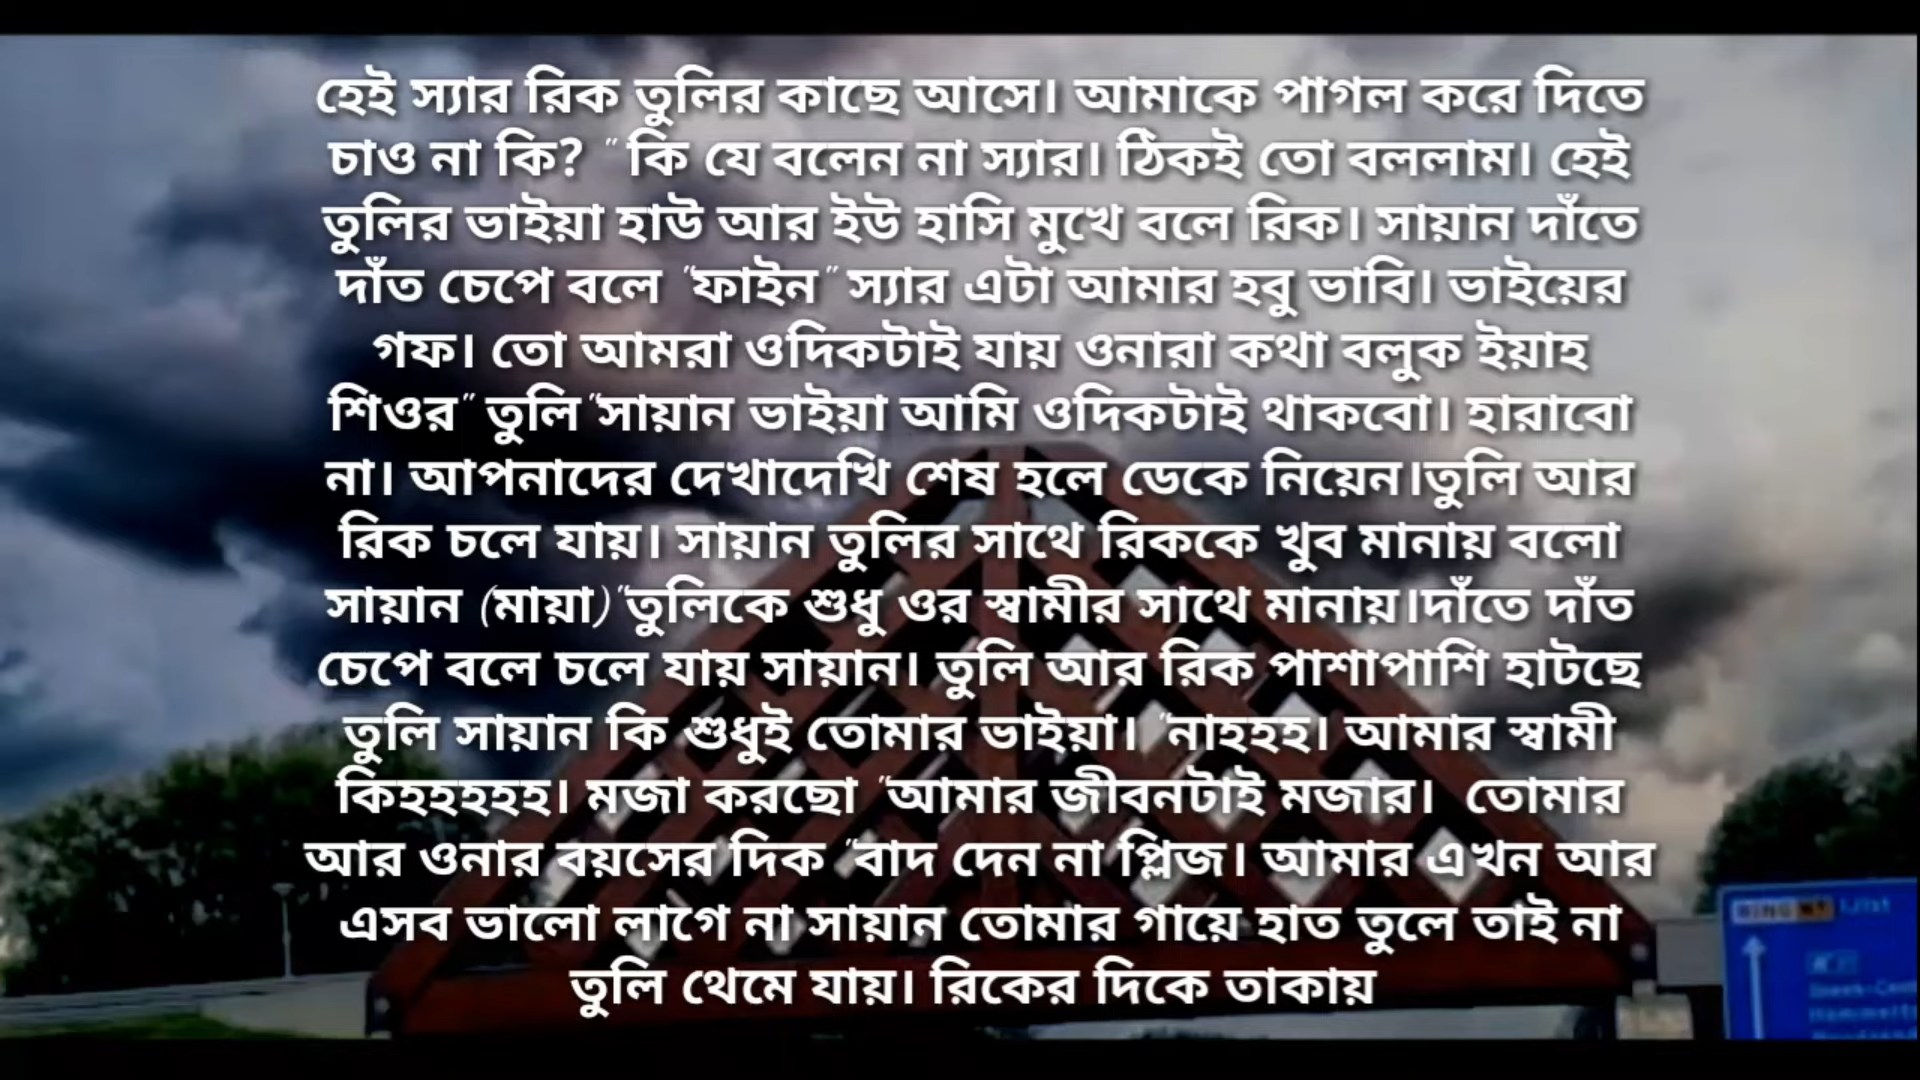 হেই স্যার রিক তুলির কাছে আসে। আমাকে পাগল করে দিতে
চাও না কি? " কি যে বলেন না স্যার। ঠিকই তো বললাম। হেই
তুলির ভাইয়া হাউ আর ইউ হাসি মুখে বলে রিক। সায়ান দাঁতে
দাঁত চেপে বলে "ফাইন" স্যার এটা আমার হবু ভাবি। ভাইয়ের
গফ। তো আমরা ওদিকটাই যায় ওনারা কথা বলুক ইয়াহ
শিওর" তুলি "সায়ান ভাইয়া আমি ওদিকটাই থাকবো। হারাবো
না। আপনাদের দেখাদেখি শেষ হলে ডেকে নিয়েন।তুলি আর
রিক চলে যায়। সায়ান তুলির সাথে রিককে খুব মানায় বলো
সায়ান (মায়া)"তুলিকে শুধু ওর স্বামীর সাথে মানায়।দাঁতে দাঁত
চেপে বলে চলে যায় সায়ান। তুলি আর রিক পাশাপাশি হাটছে
তুলি সায়ান কি শুধুই তোমার ভাইয়া। "নাহহহ। আমার স্বামী
কিহহহহহ। মজা করছো "আমার জীবনটাই মজার। তোমার
আর ওনার বয়সের দিক "বাদ দেন না প্লিজ। আমার এখন আর
এসব ভালো লাগে না সায়ান তোমার গায়ে হাত তুলে তাই না
তুলি থেমে যায়। রিকের দিকে তাকায়